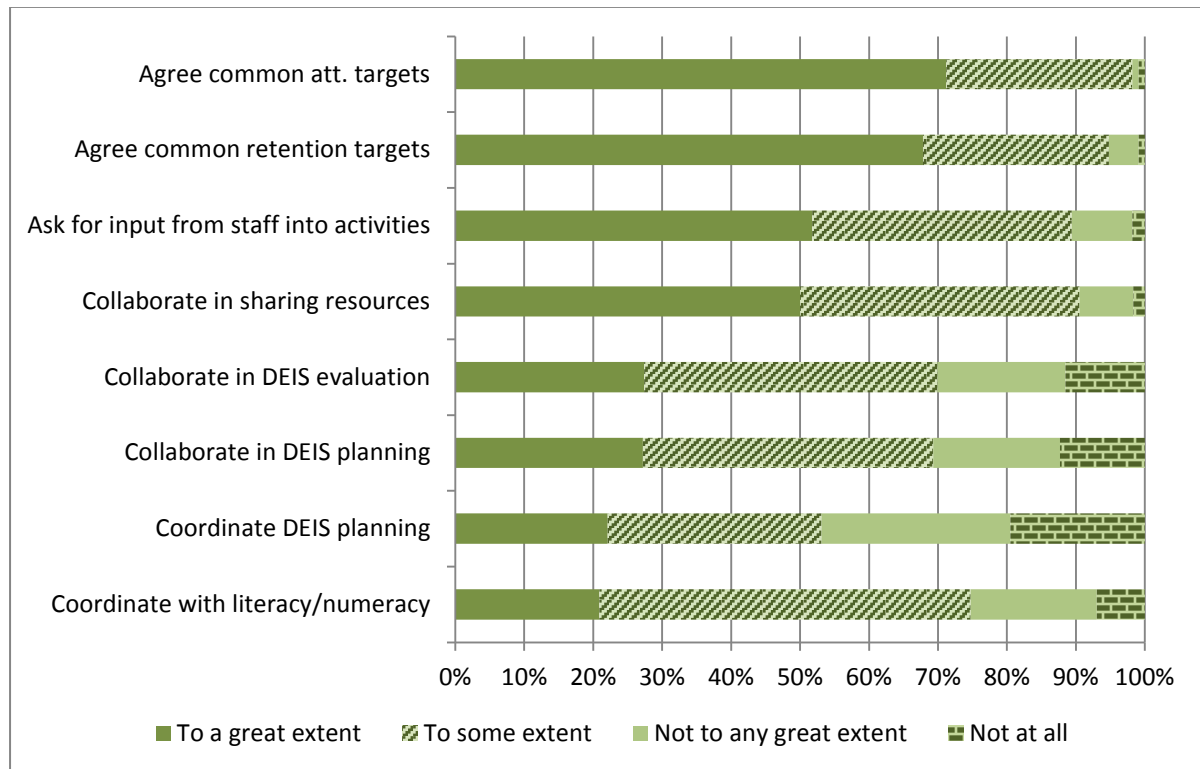 Agree common att. targets
Agree common retention targets
Ask for input from staff into activities
Collaborate in sharing resources
Collaborate in DEIS evaluation
Collaborate in DEIS planning
Coordinate DEIS planning
Coordinate with literacy/numeracy
0% 10% 20% 30% 40% 50% 60% 70% 80% 90% 100%
To a great extent To some extent Not to any great extent Not at all